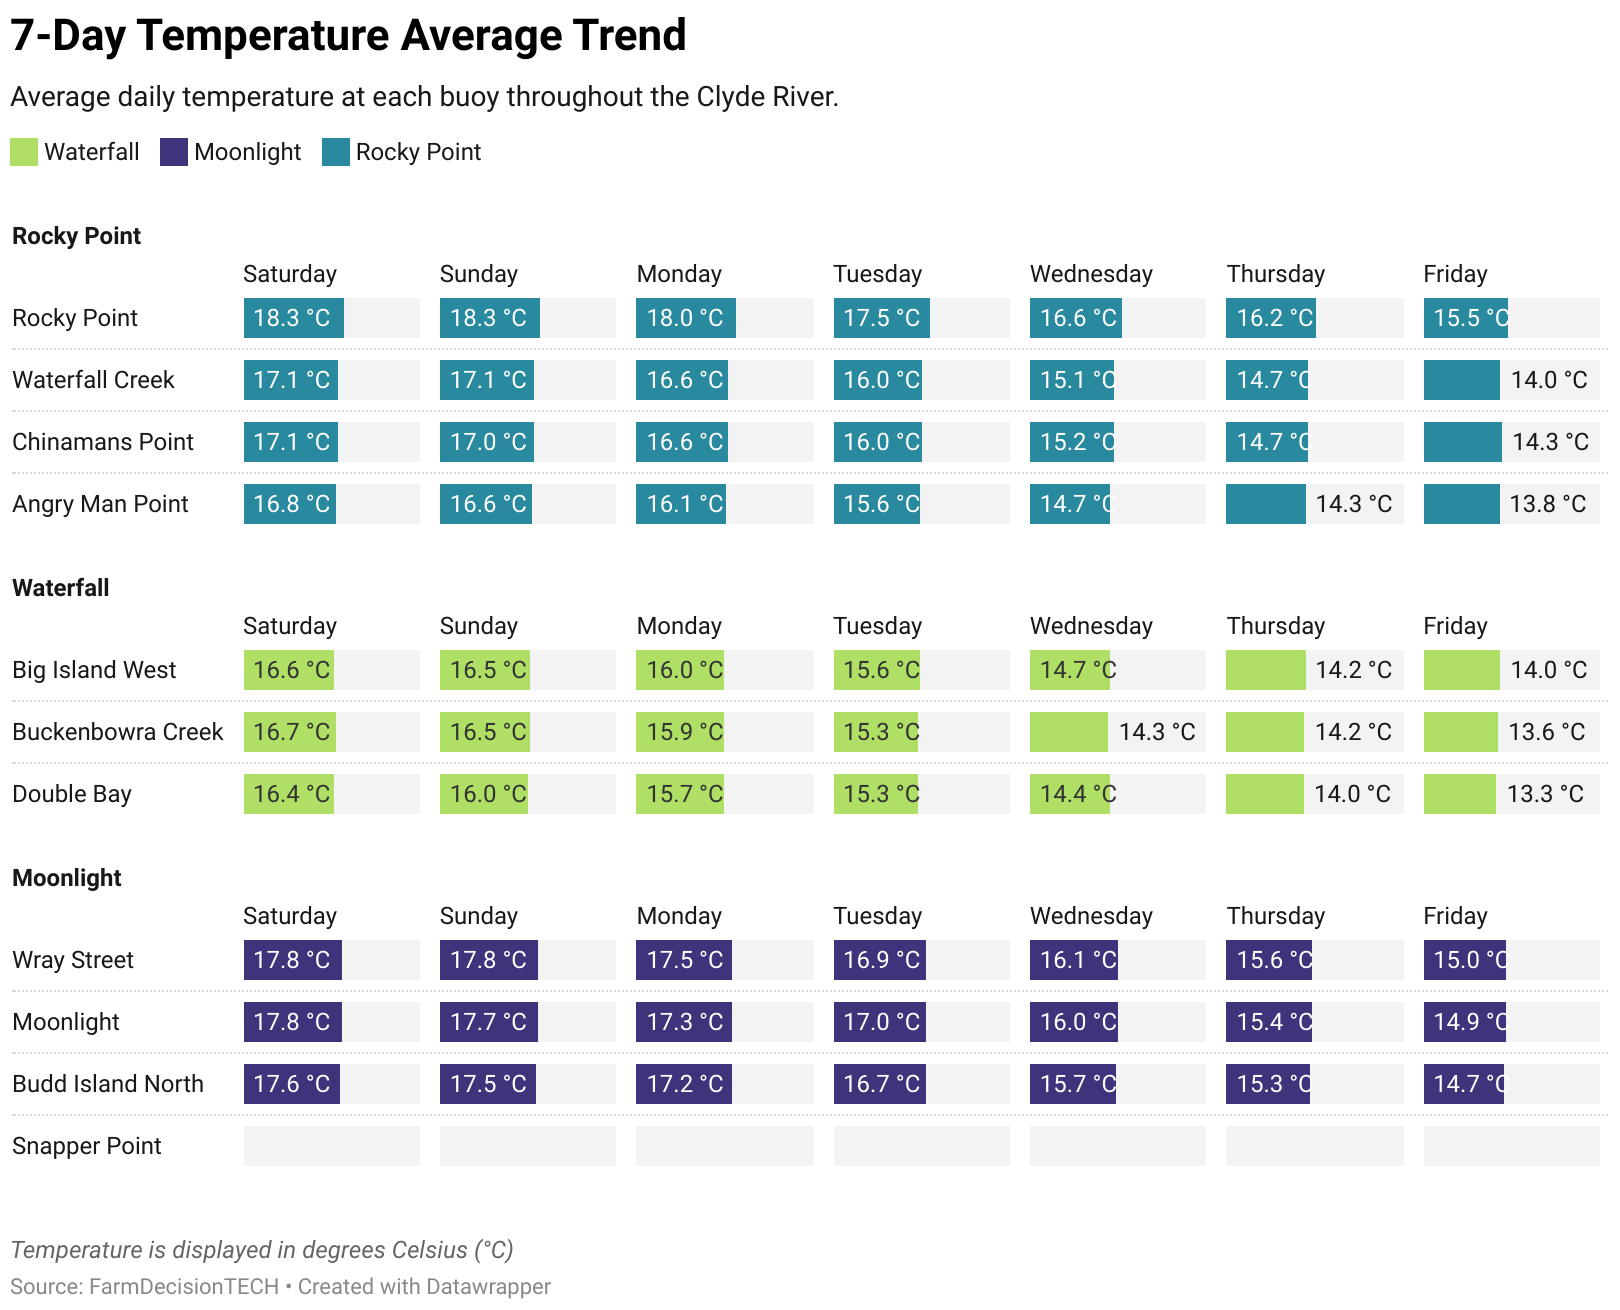 7-Day Temperature Average Trend
Average daily temperature at each buoy throughout the Clyde River.
Waterfall Moonlight Rocky Point
Rocky Point
Saturday Sunday Monday Tuesday Wednesday Thursday Friday
Rocky Point 18.3 °C 18.3 °C 18.0 °C 17.5 °C 16.6 °C 16.2 °C 15.5 °C
Waterfall Creek 17.1 °C 17.1 °C 16.6 °C 16.0 °C 15.1 °C 14.7 °C 14.0 °C
Chinamans Point 17.1 °C 17.0 °C 16.6 °C 16.0 °C 15.2 °C 14.7 °C 14.3 °C
Angry Man Point 16.8 °C 16.6 °C 16.1 °C 15.6 °C 14.7 °C 14.3 °C 13.8 °C
Waterfall
Saturday Sunday Monday Tuesday Wednesday Thursday Friday
Big Island West 16.6 °C 16.5 °C 16.0 °C 15.6 °C 14.7 °C 14.2 °C 14.0 °C
Buckenbowra Creek 16.7 °C 16.5 °C 15.9 °C 15.3 °C 14.3 °C 14.2 °C 13.6 °C
Double Bay 16.4 °C 16.0 °C 15.7 °C 15.3 °C 14.4 °C 14.0 °C 13.3 °C
Moonlight
Saturday Sunday Monday Tuesday Wednesday Thursday Friday
Wray Street 17.8 °C 17.8 °C 17.5 °C 16.9 °C 16.1 °C 15.6 °C 15.0 °C
Moonlight 17.8 °C 17.7 °C 17.3 °C 17.0 °C 16.0 °C 15.4 °C 14.9 °C
Budd Island North 17.6 °C 17.5 °C 17.2 °C 16.7 °C 15.7 °C 15.3 °C 14.7 °C
Snapper Point
Temperature is displayed in degrees Celsius (°C)
Source: FarmDecisionTECH • Created with Datawrapper